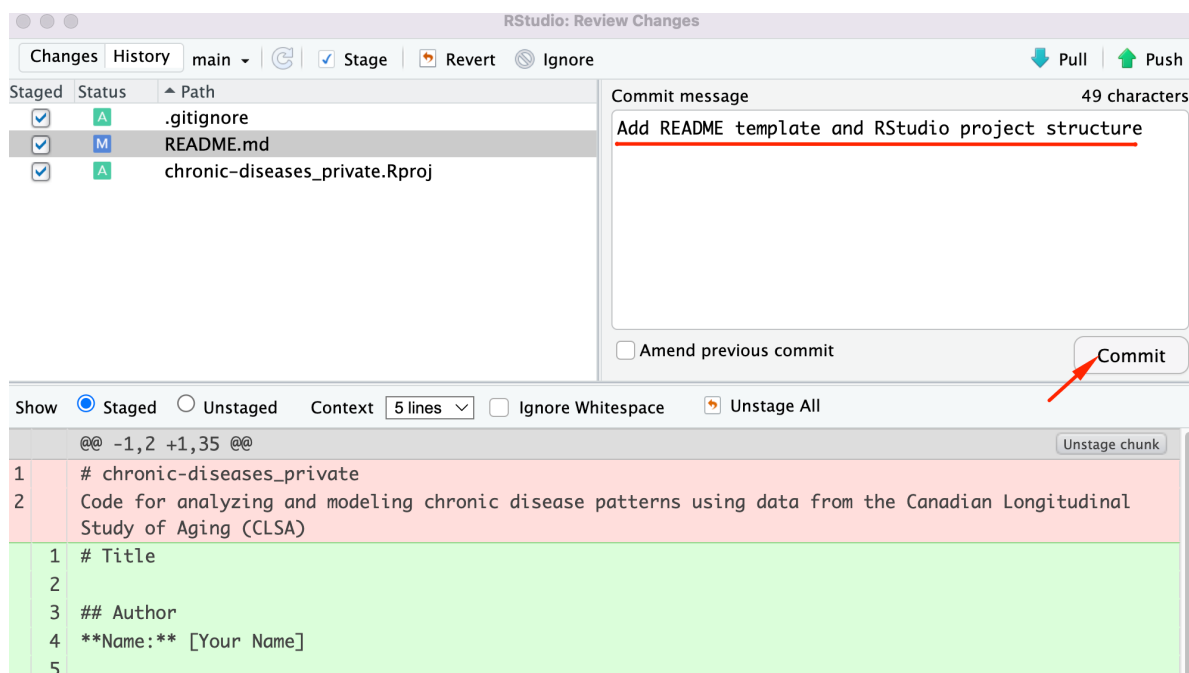 RStudio: Review Changes
Changes History main Stage Revert Ignore Pull Push
Staged Status Path
A .gitignore
M README.md
A chronic-diseases_private.Rproj
Commit message 49 characters
Add README template and RStudio project structure
Amend previous commit
Commit
Show Staged Unstaged Context 5 lines Ignore Whitespace Unstage All
@@ -1,2 +1,35 @@ Unstage chunk
1 # chronic-diseases_private
2 Code for analyzing and modeling chronic disease patterns using data from the Canadian Longitudinal
Study of Aging (CLSA)
1 # Title
2
3 ## Author
4 **Name:** [Your Name]
5